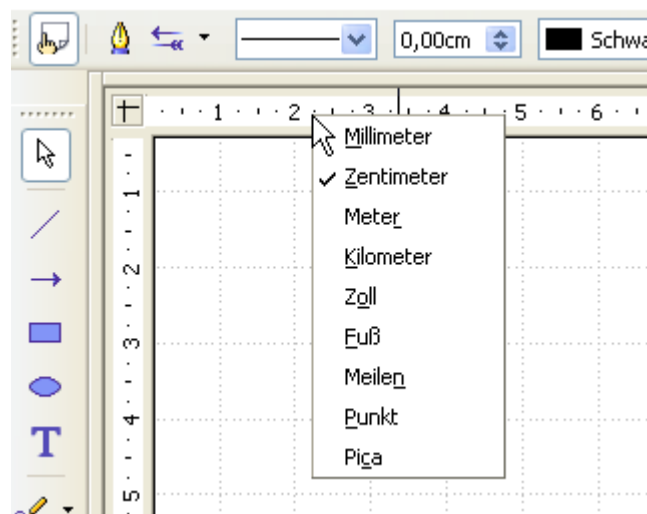 0,00cm
Schwa
1 2 3 4 5 6
Millimeter
Zentimeter
Meter
Kilometer
Zoll
Fuß
Meilen
Punkt
Pica
1
2
3
4
5
T